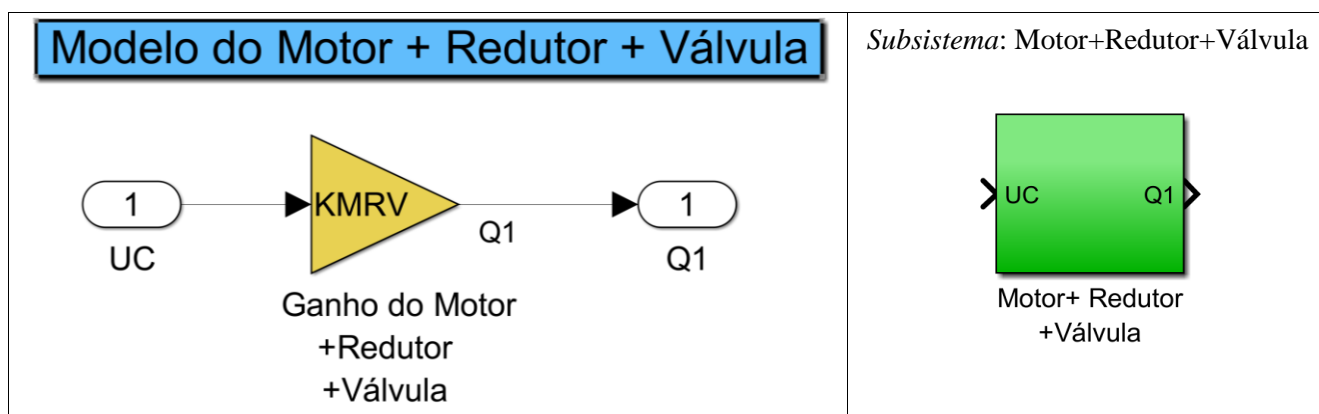 Modelo do Motor + Redutor + Válvula
1
UC
KMRV
Q1
1
Q1
Ganho do Motor
+Redutor
+Válvula
Subsistema: Motor+Redutor+Válvula
UC
Q1
Motor+ Redutor
+Válvula